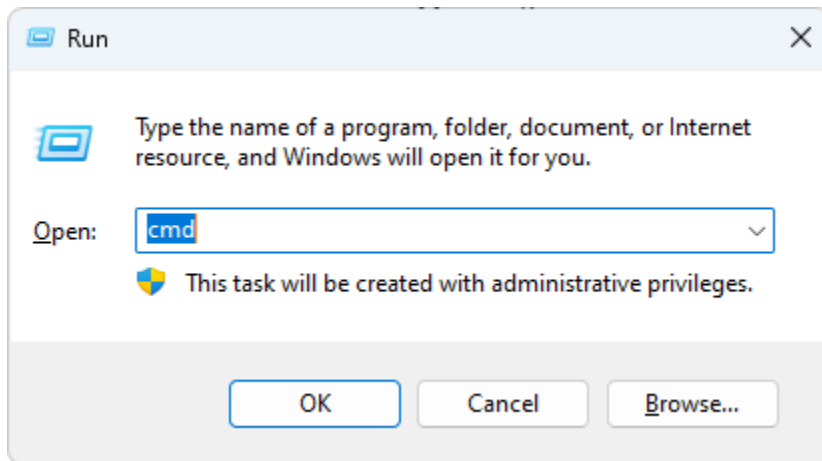 Run
Type the name of a program, folder, document, or Internet
resource, and Windows will open it for you.
Open: cmd
This task will be created with administrative privileges.
OK Cancel Browse...